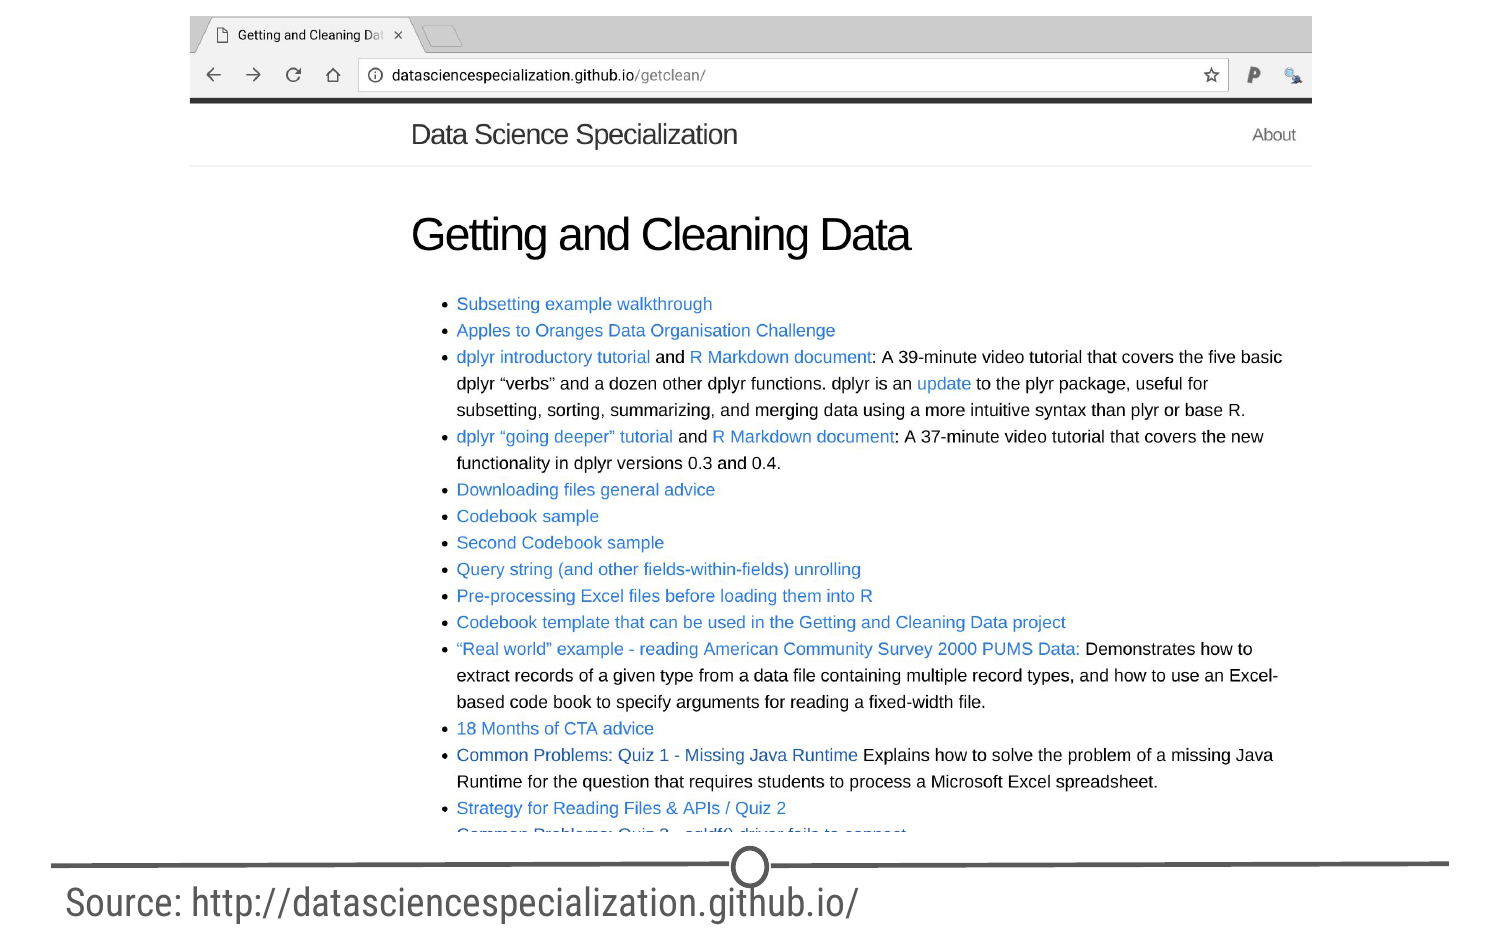 Getting and Cleaning Dat
datasciencespecialization.github.io/getclean/
Data Science Specialization
About
Getting and Cleaning Data
Subsetting example walkthrough
Apples to Oranges Data Organisation Challenge
dplyr introductory tutorial and R Markdown document: A 39-minute video tutorial that covers the five basic
dplyr “verbs” and a dozen other dplyr functions. dplyr is an update to the plyr package, useful for
subsetting, sorting, summarizing, and merging data using a more intuitive syntax than plyr or base R.
dplyr “going deeper” tutorial and R Markdown document: A 37-minute video tutorial that covers the new
functionality in dplyr versions 0.3 and 0.4.
Downloading files general advice
Codebook sample
Second Codebook sample
Query string (and other fields-within-fields) unrolling
Pre-processing Excel files before loading them into R
Codebook template that can be used in the Getting and Cleaning Data project
“Real world” example - reading American Community Survey 2000 PUMS Data: Demonstrates how to
extract records of a given type from a data file containing multiple record types, and how to use an Excel-
based code book to specify arguments for reading a fixed-width file.
18 Months of CTA advice
Common Problems: Quiz 1 - Missing Java Runtime Explains how to solve the problem of a missing Java
Runtime for the question that requires students to process a Microsoft Excel spreadsheet.
Strategy for Reading Files & APIs / Quiz 2
Source: http://datasciencespecialization.github.io/